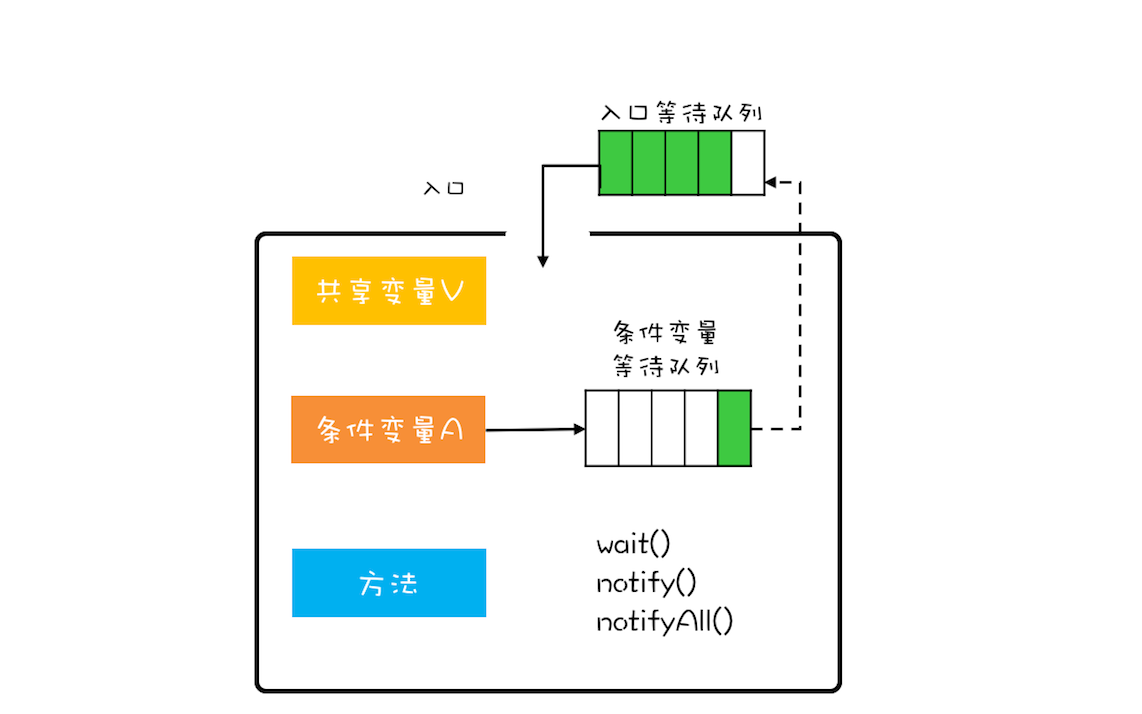 入口等待队列
入口
共享变量V
条件变量
等待队列
条件变量A
wait()
notify()
notifyAll()
方法